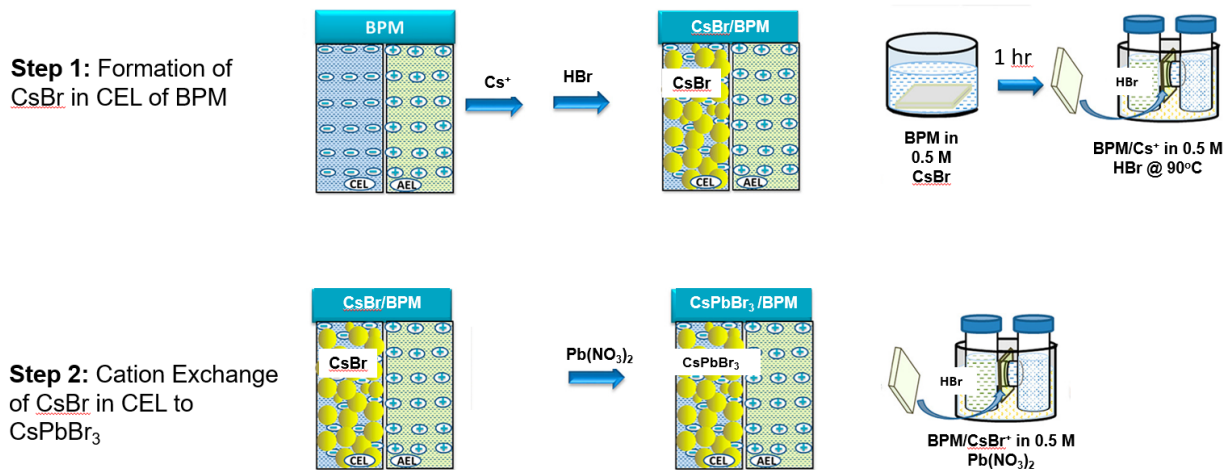 Step 1: Formation of
CsBr in CEL of BPM
BPM
CEL
AEL
Cs⁺
HBr
CsBr/BPM
CsBr
CEL
AEL
1 hr
BPM in
0.5 M
CsBr
HBr
BPM/Cs⁺ in 0.5 M
HBr @ 90°C
Step 2: Cation Exchange
of CsBr in CEL to
CsPbBr₃
CsBr/BPM
CsBr
CEL
AEL
Pb(NO₃)₂
CsPbBr₃/BPM
CsPbBr₃
CEL
AEL
HBr
BPM/CsBr⁺ in 0.5 M
Pb(NO₃)₂